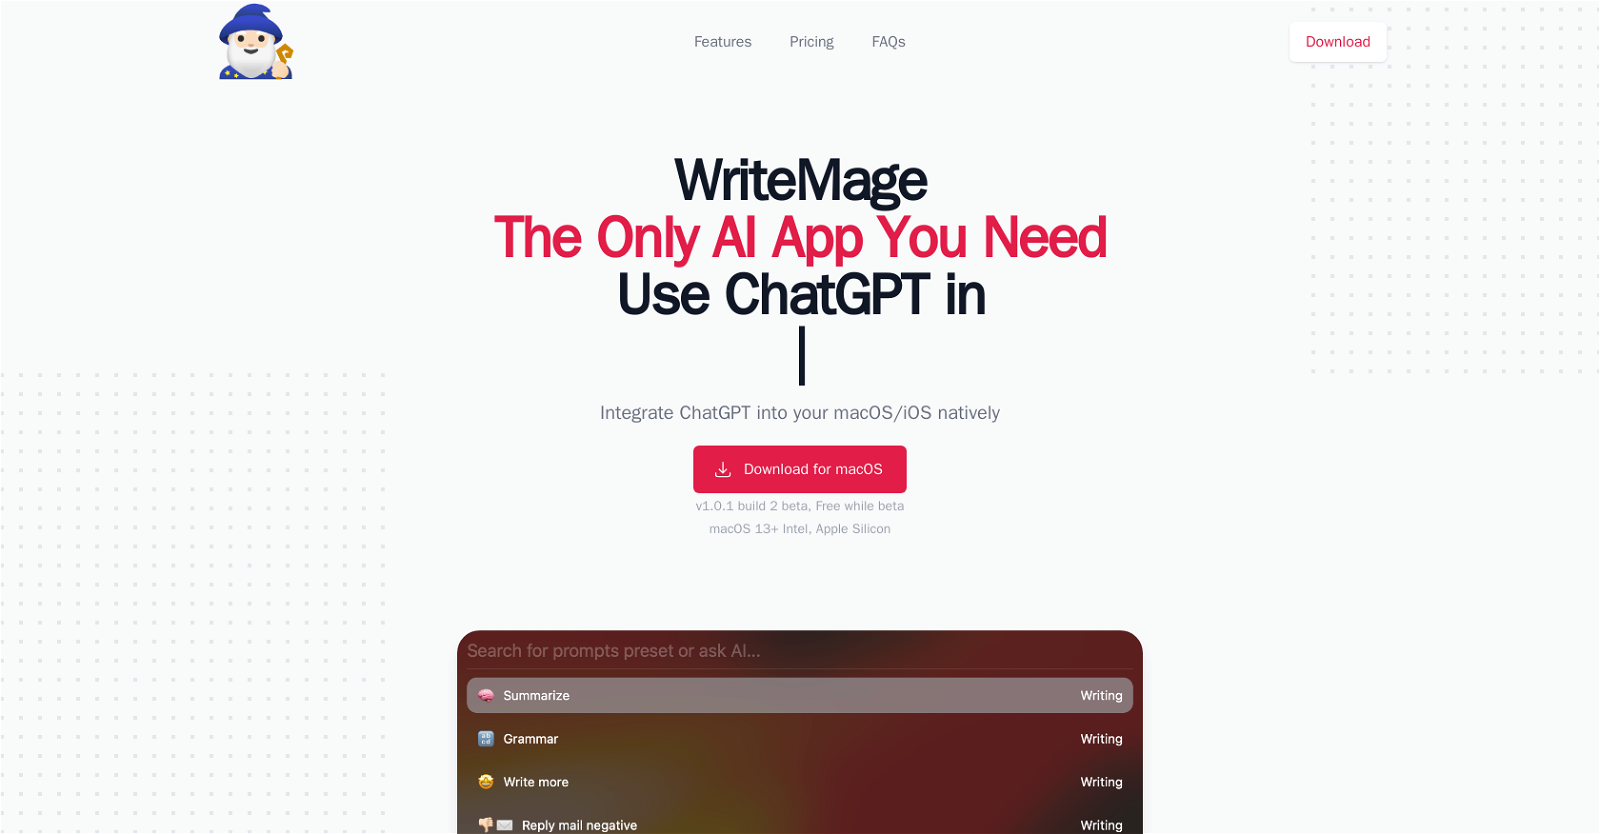 Features Pricing FAQs Download
WriteMage
The Only AI App You Need
Use ChatGPT in
Integrate ChatGPT into your macOS/iOS natively
Download for macOS
v1.0.1 build 2 beta, Free while beta
macOS 13+ Intel, Apple Silicon
Search for prompts preset or ask AI...
Summarize Writing
Grammar Writing
Write more Writing
Reply mail negative Writing